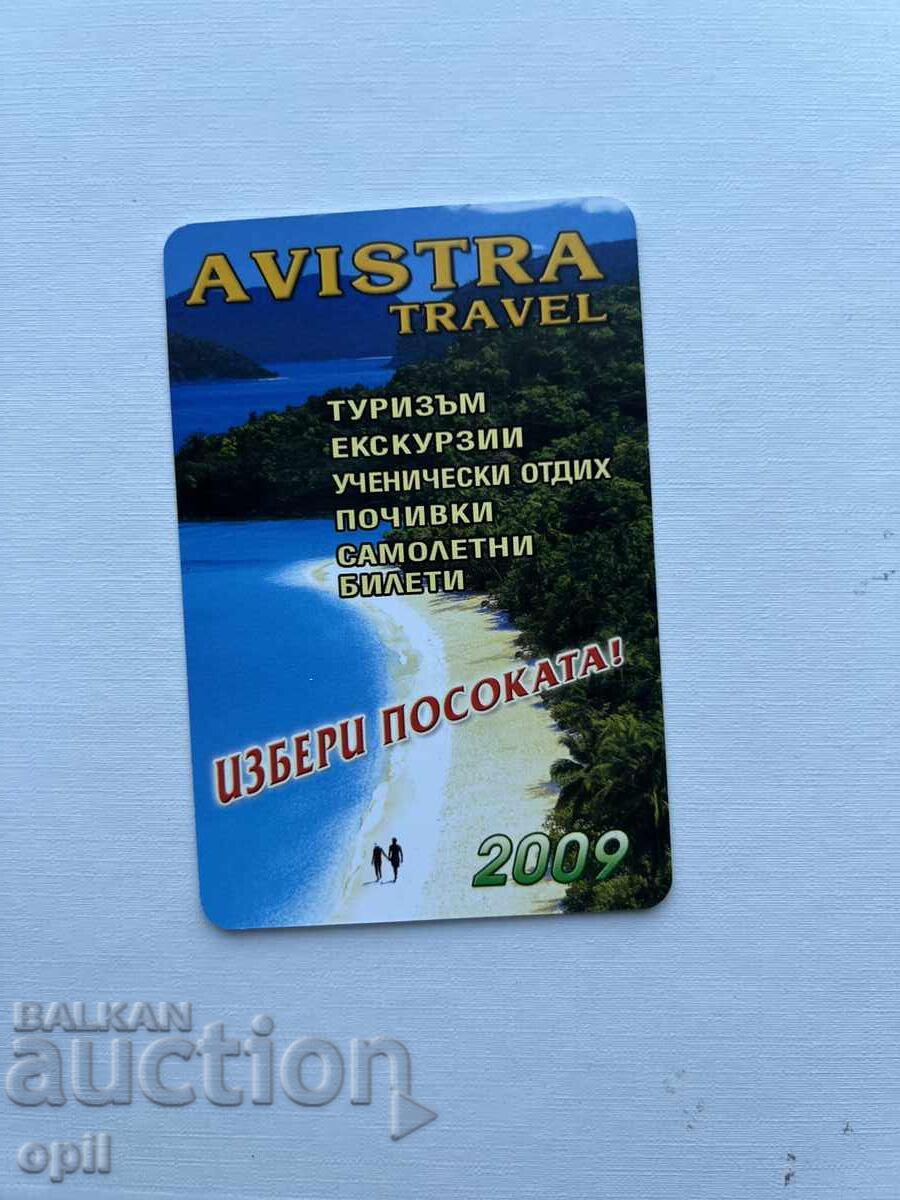 AVISTRA
TRAVEL
ТУРИЗЪМ
ЕКСКУРЗИИ
УЧЕНИЧЕСКИ ОТДИХ
ПОЧИВКИ
САМОЛЕТНИ
БИЛЕТИ
ИЗБЕРИ ПОСОКАТА!
2009
BALKAN
auction
opil